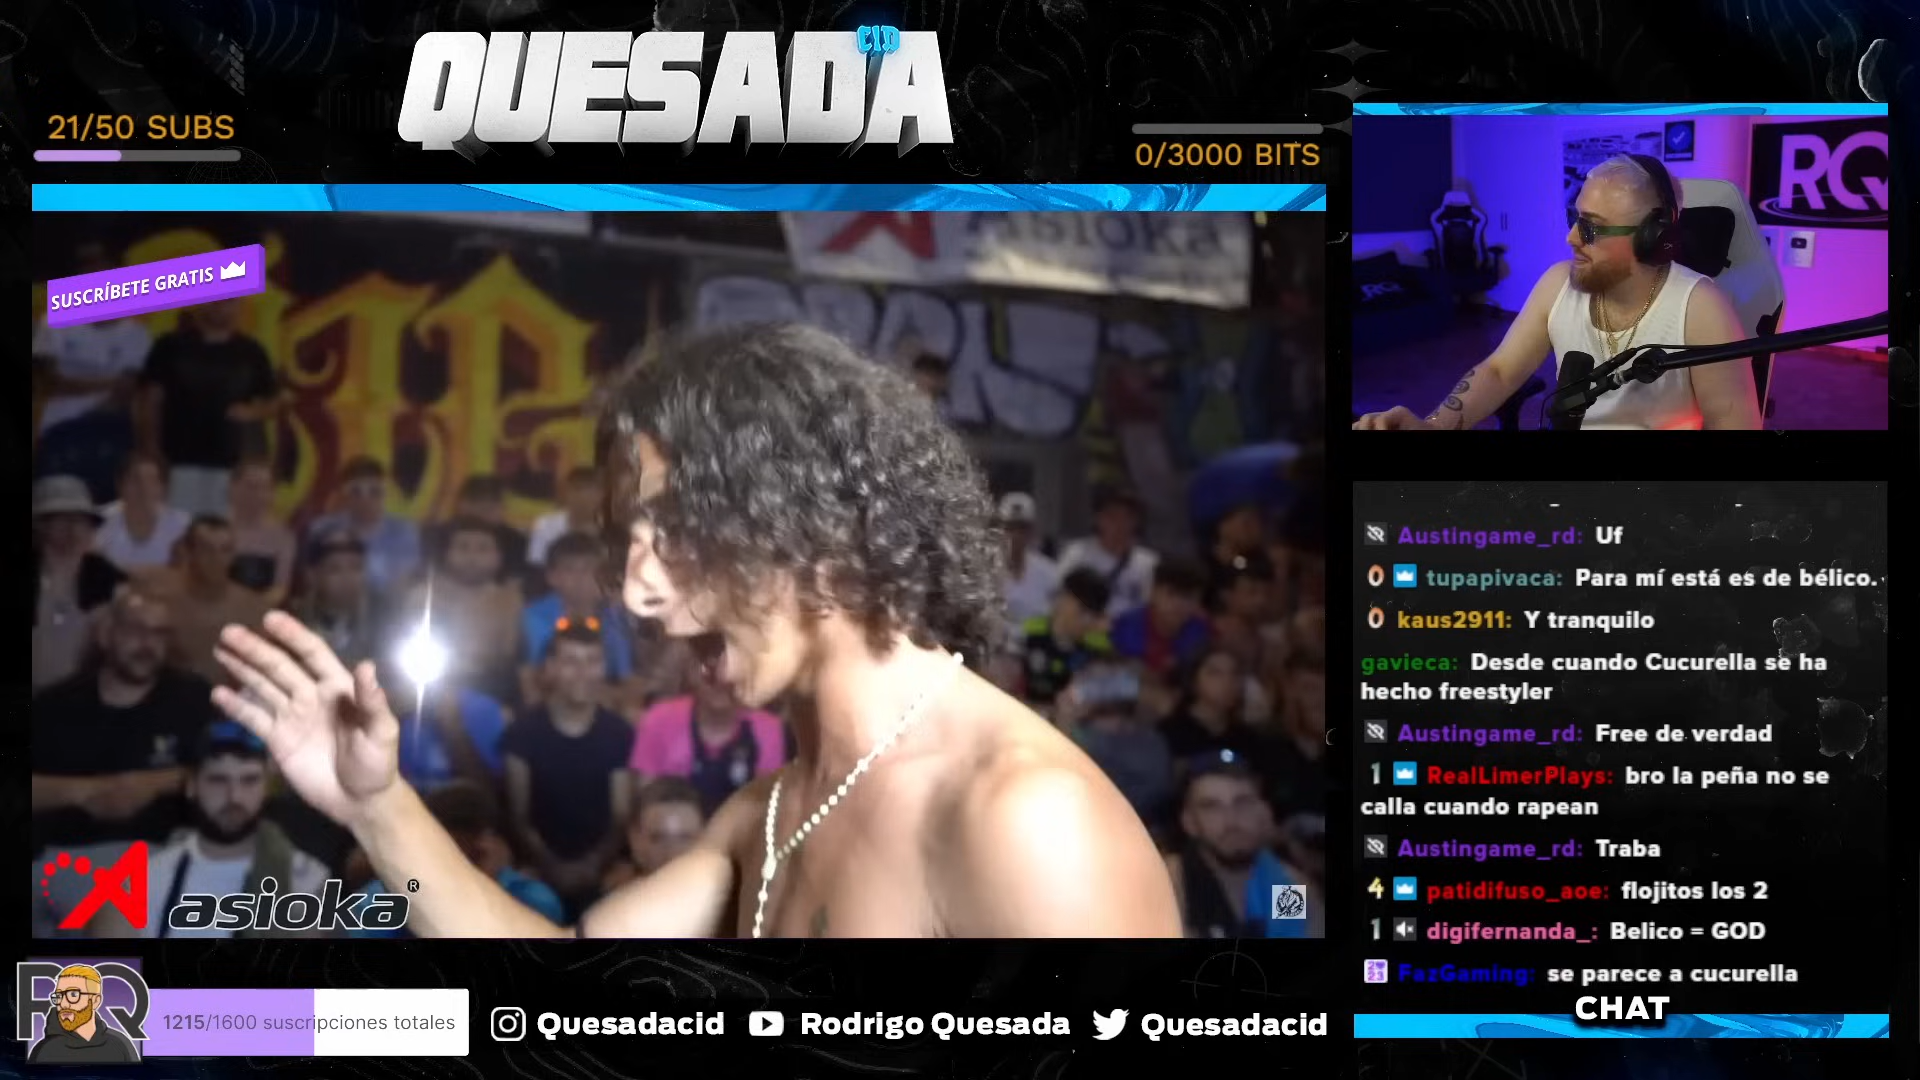 QUESADA
CID
21/50 SUBS
0/3000 BITS
SUSCRÍBETE GRATIS
Asioka
RQ
asioka®
Austingame_rd: Uf
0 tupapivaca: Para mí está es de bélico.
0 kaus2911: Y tranquilo
gavieca: Desde cuando Cucurella se ha
hecho freestyler
Austingame_rd: Free de verdad
1 RealLimerPlays: bro la peña no se
calla cuando rapean
Austingame_rd: Traba
4 patidifuso_aoe: flojitos los 2
1 digifernanda_: Belico = GOD
FazGaming: se parece a cucurella
CHAT
RQ
1215/1600 suscripciones totales
Quesadacid
Rodrigo Quesada
Quesadacid